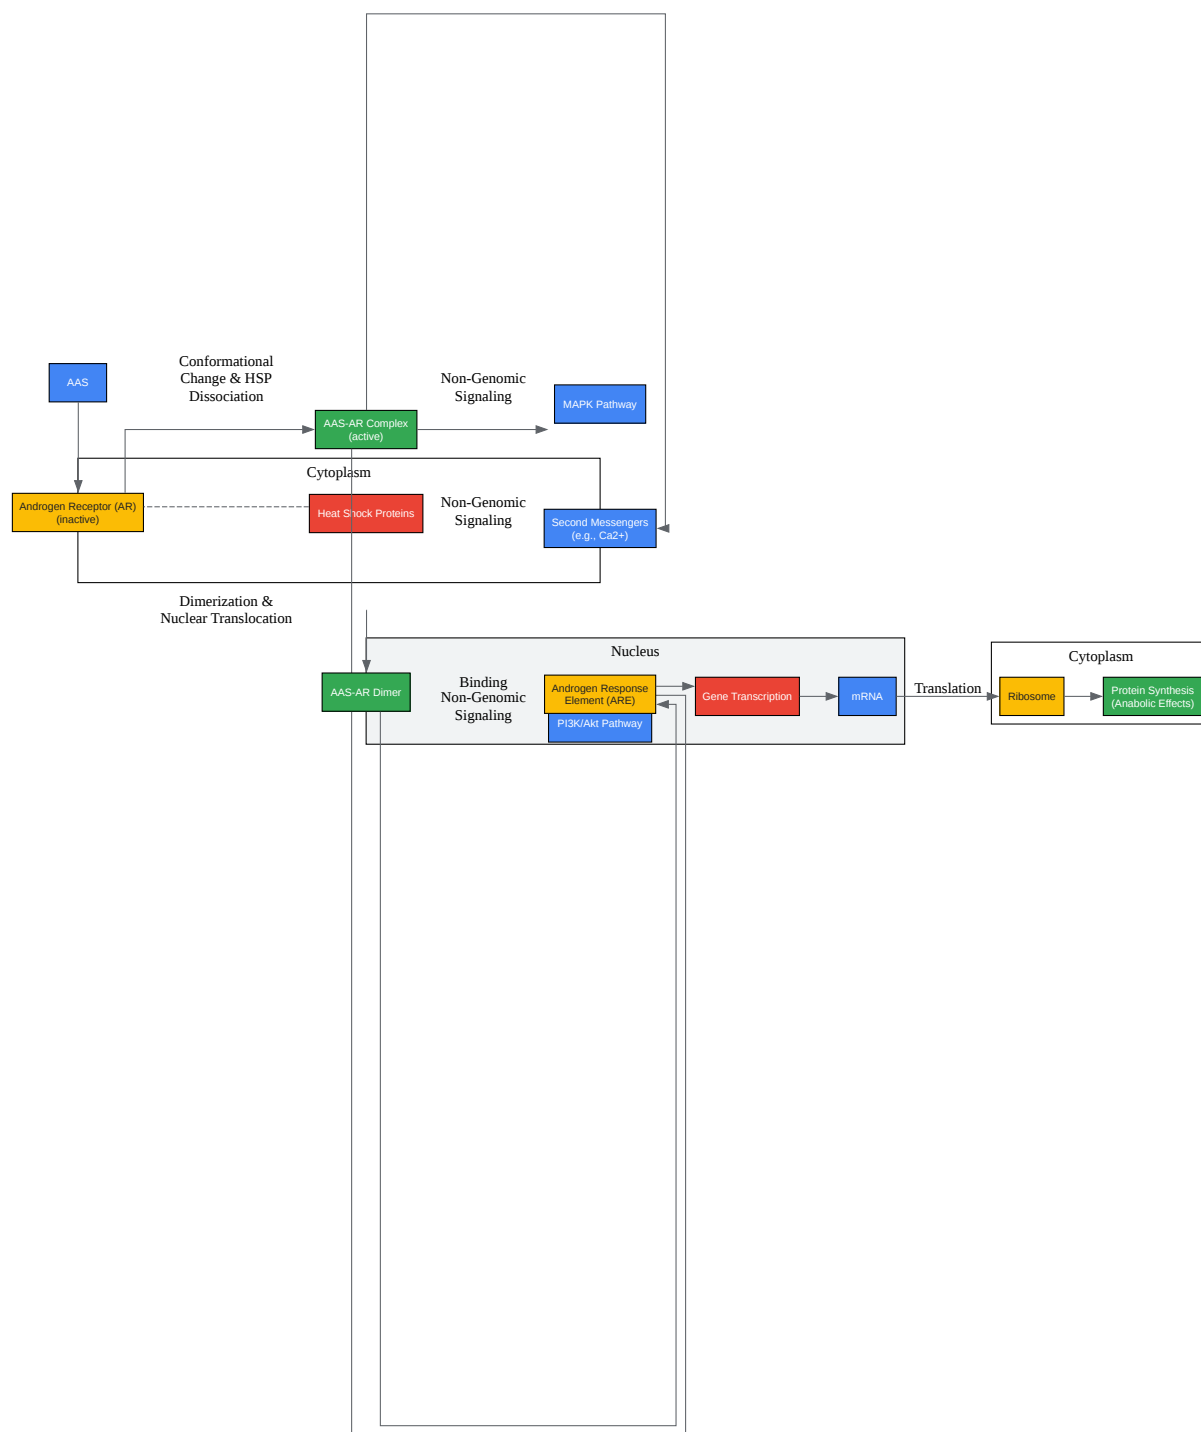 Conformational
Change & HSP
Dissociation
AAS
Non-Genomic
Signaling
MAPK Pathway
AAS-AR Complex
(active)
Cytoplasm
Androgen Receptor (AR)
(inactive)
Heat Shock Proteins
Non-Genomic
Signaling
Second Messengers
(e.g., Ca2+)
Dimerization &
Nuclear Translocation
Nucleus
AAS-AR Dimer
Binding
Non-Genomic
Signaling
Androgen Response
Element (ARE)
PI3K/Akt Pathway
Gene Transcription
mRNA
Translation
Cytoplasm
Ribosome
Protein Synthesis
(Anabolic Effects)